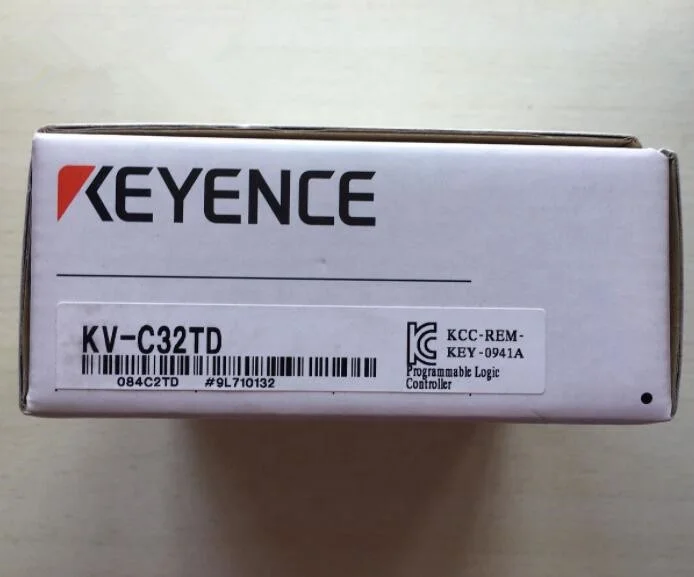 KEYENCE
KV-C32TD
084C2TD #9L710132
KCC-REM-
KEY-0941A
Programmable Logic
Controller